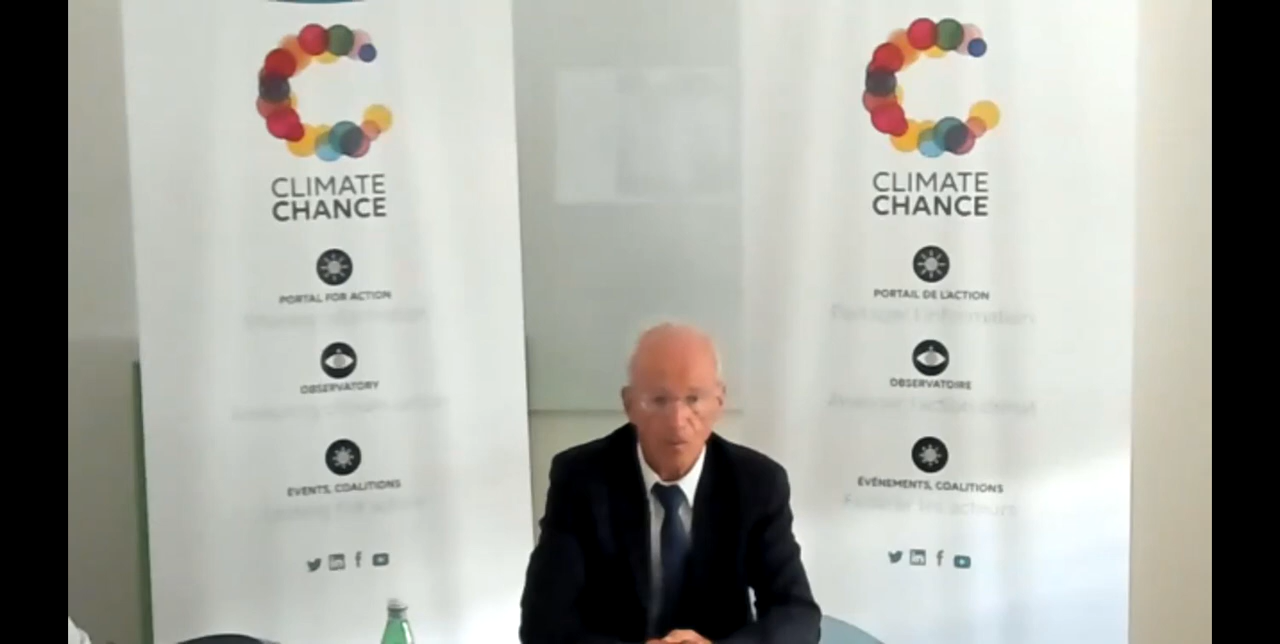 CLIMATE
CHANCE
PORTAL FOR ACTION
OBSERVATORY
EVENTS, COALITIONS
CLIMATE
CHANCE
PORTAIL DE L'ACTION
OBSERVATOIRE
ÉVÉNEMENTS, COALITIONS